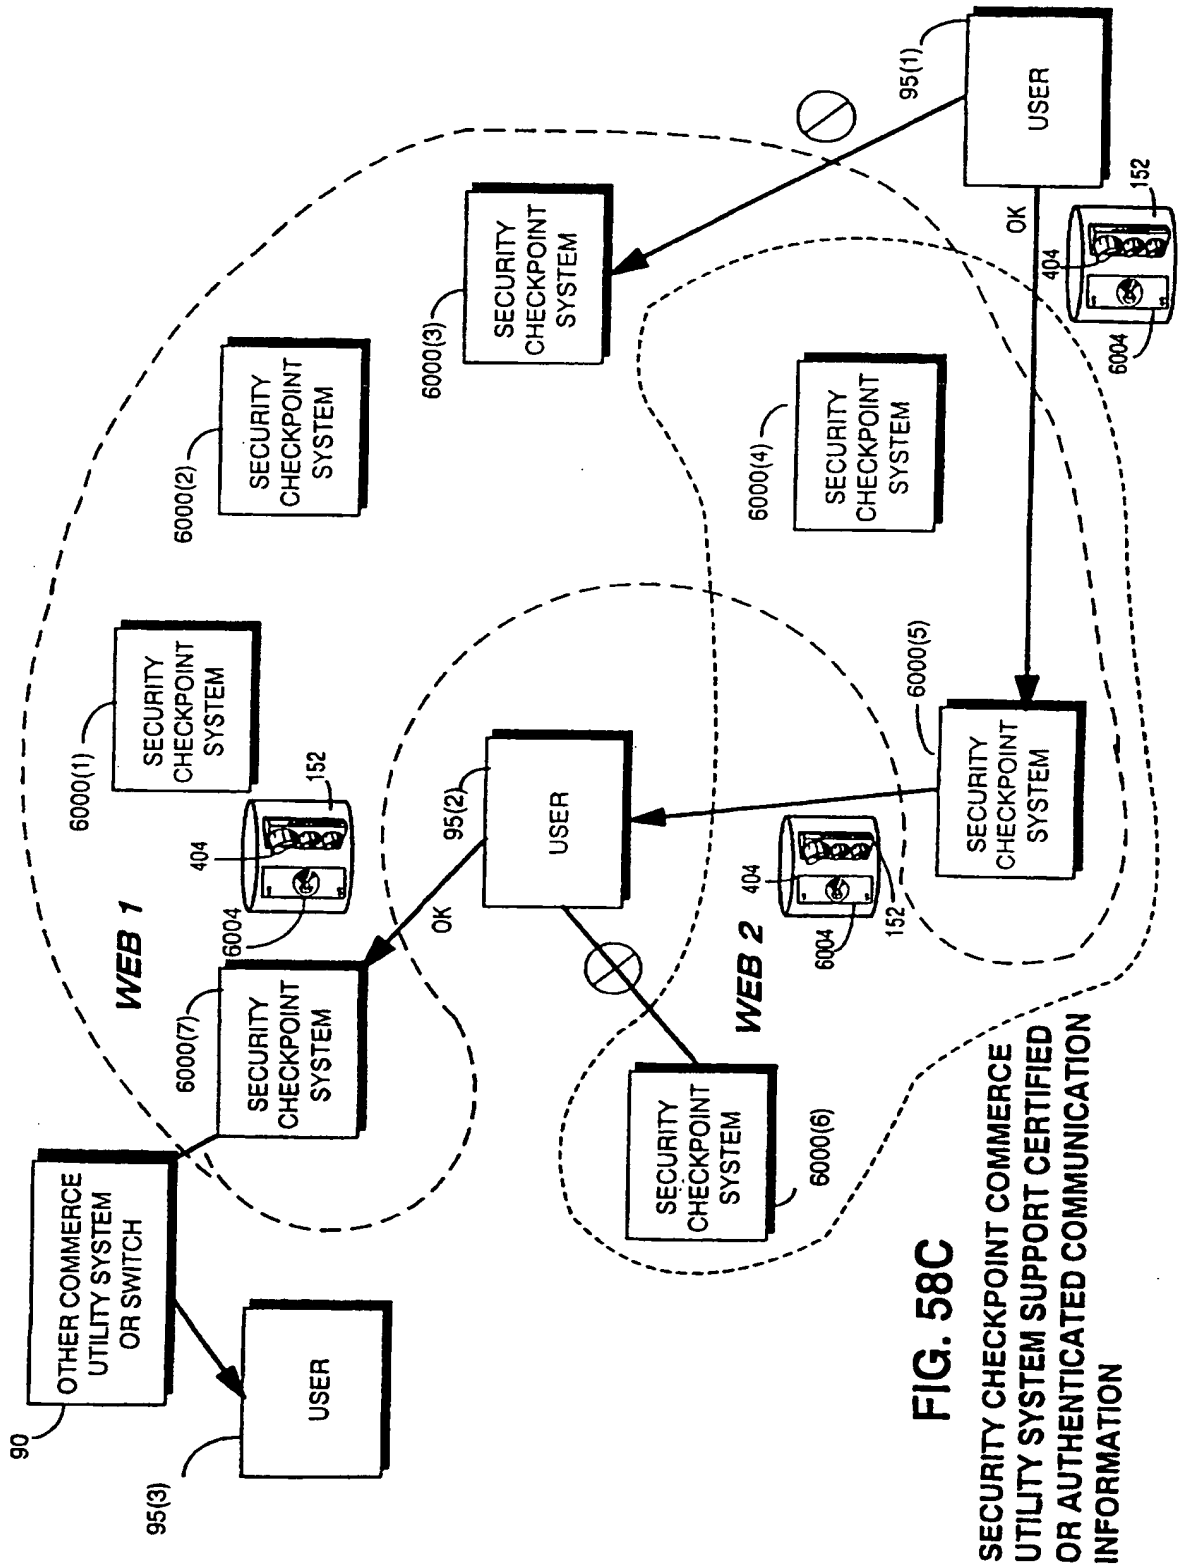 90
OTHER COMMERCE
UTILITY SYSTEM
OR SWITCH
95(3)
USER
WEB 1
6000(7)
SECURITY
CHECKPOINT
SYSTEM
6004
404
152
6000(1)
SECURITY
CHECKPOINT
SYSTEM
6000(2)
SECURITY
CHECKPOINT
SYSTEM
6000(3)
SECURITY
CHECKPOINT
SYSTEM
OK
95(2)
USER
SECURITY
CHECKPOINT
SYSTEM
6000(6)
WEB 2
6004
404
152
6000(5)
SECURITY
CHECKPOINT
SYSTEM
6000(4)
SECURITY
CHECKPOINT
SYSTEM
OK
95(1)
USER
6004
404
152
FIG. 58C
SECURITY CHECKPOINT COMMERCE
UTILITY SYSTEM SUPPORT CERTIFIED
OR AUTHENTICATED COMMUNICATION
INFORMATION